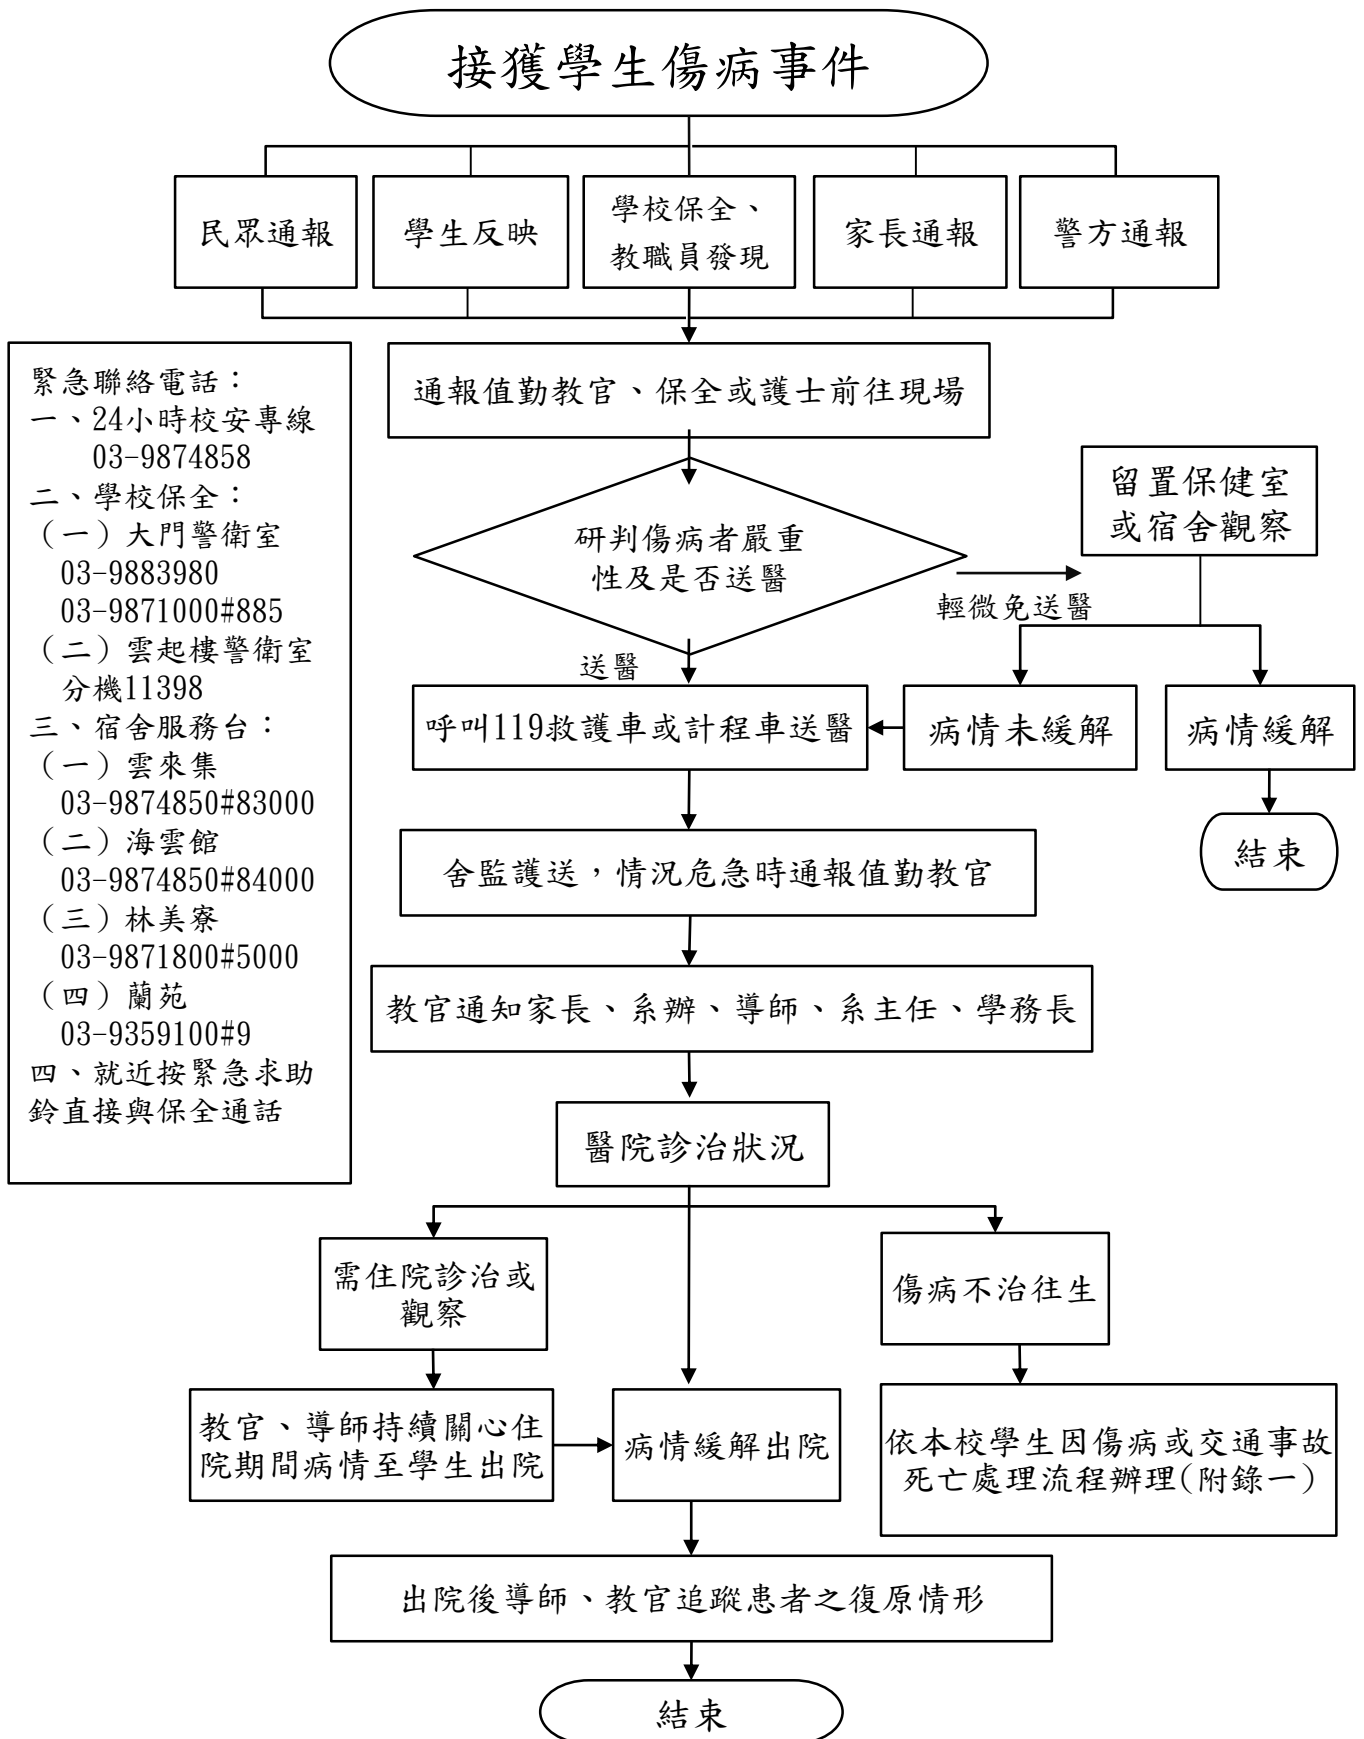 接獲學生傷病事件
民眾通報
學生反映
學校保全、
教職員發現
家長通報
警方通報
通報值勤教官、保全或護士前往現場
緊急聯絡電話：
一、24小時校安專線
03-9874858
二、學校保全：
（一）大門警衛室
03-9883980
03-9871000#885
（二）雲起樓警衛室
分機11398
三、宿舍服務台：
（一）雲來集
03-9874850#83000
（二）海雲館
03-9874850#84000
（三）林美寮
03-9871800#5000
（四）蘭苑
03-9359100#9
四、就近按緊急求助
鈴直接與保全通話
研判傷病者嚴重
性及是否送醫
留置保健室
或宿舍觀察
輕微免送醫
送醫
呼叫119救護車或計程車送醫
病情未緩解
病情緩解
結束
舍監護送，情況危急時通報值勤教官
教官通知家長、系辦、導師、系主任、學務長
醫院診治狀況
需住院診治或
觀察
傷病不治往生
教官、導師持續關心住
院期間病情至學生出院
病情緩解出院
依本校學生因傷病或交通事故
死亡處理流程辦理(附錄一)
出院後導師、教官追蹤患者之復原情形
結束